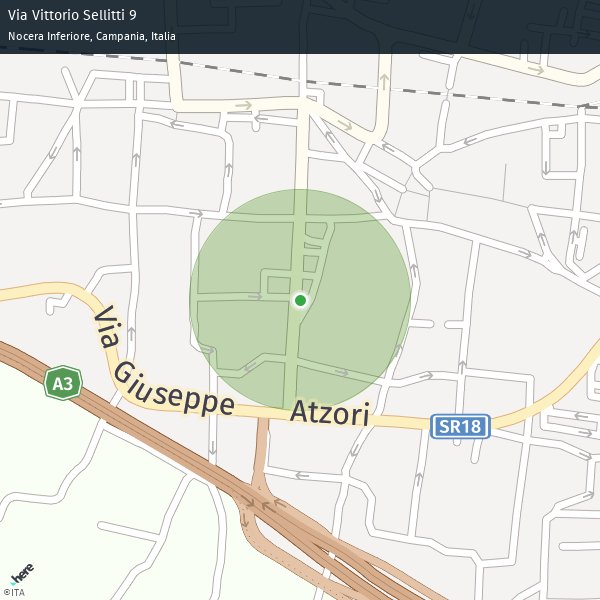 Via Vittorio Sellitti 9
Nocera Inferiore, Campania, Italia
Via Giuseppe Atzori
A3
SR18
here
©ITA